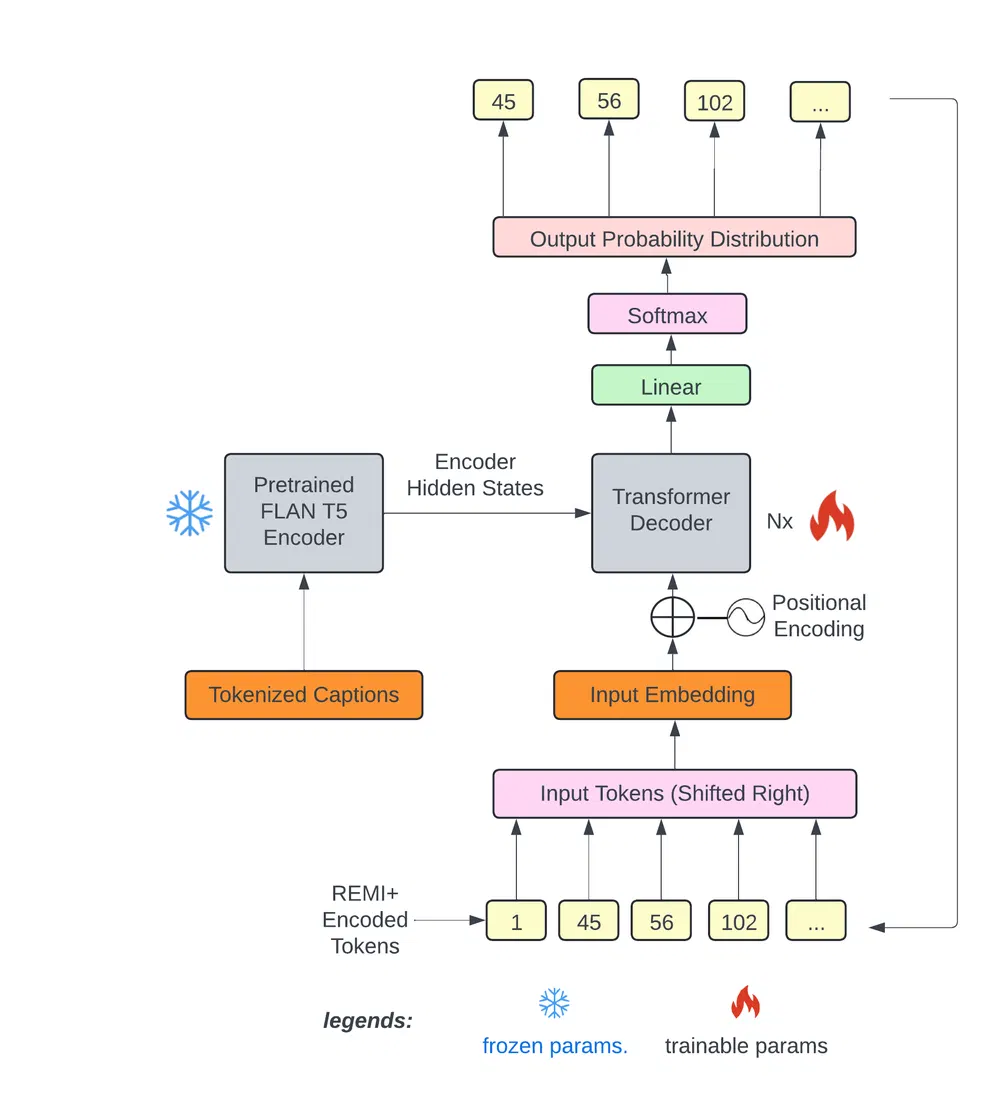 45
56
102
...
Output Probability Distribution
Softmax
Linear
Encoder
Hidden States
Pretrained
FLAN T5
Encoder
Transformer
Decoder
Nx
Positional
Encoding
Tokenized Captions
Input Embedding
Input Tokens (Shifted Right)
REMI+
Encoded
Tokens
1
45
56
102
...
legends:
frozen params.
trainable params